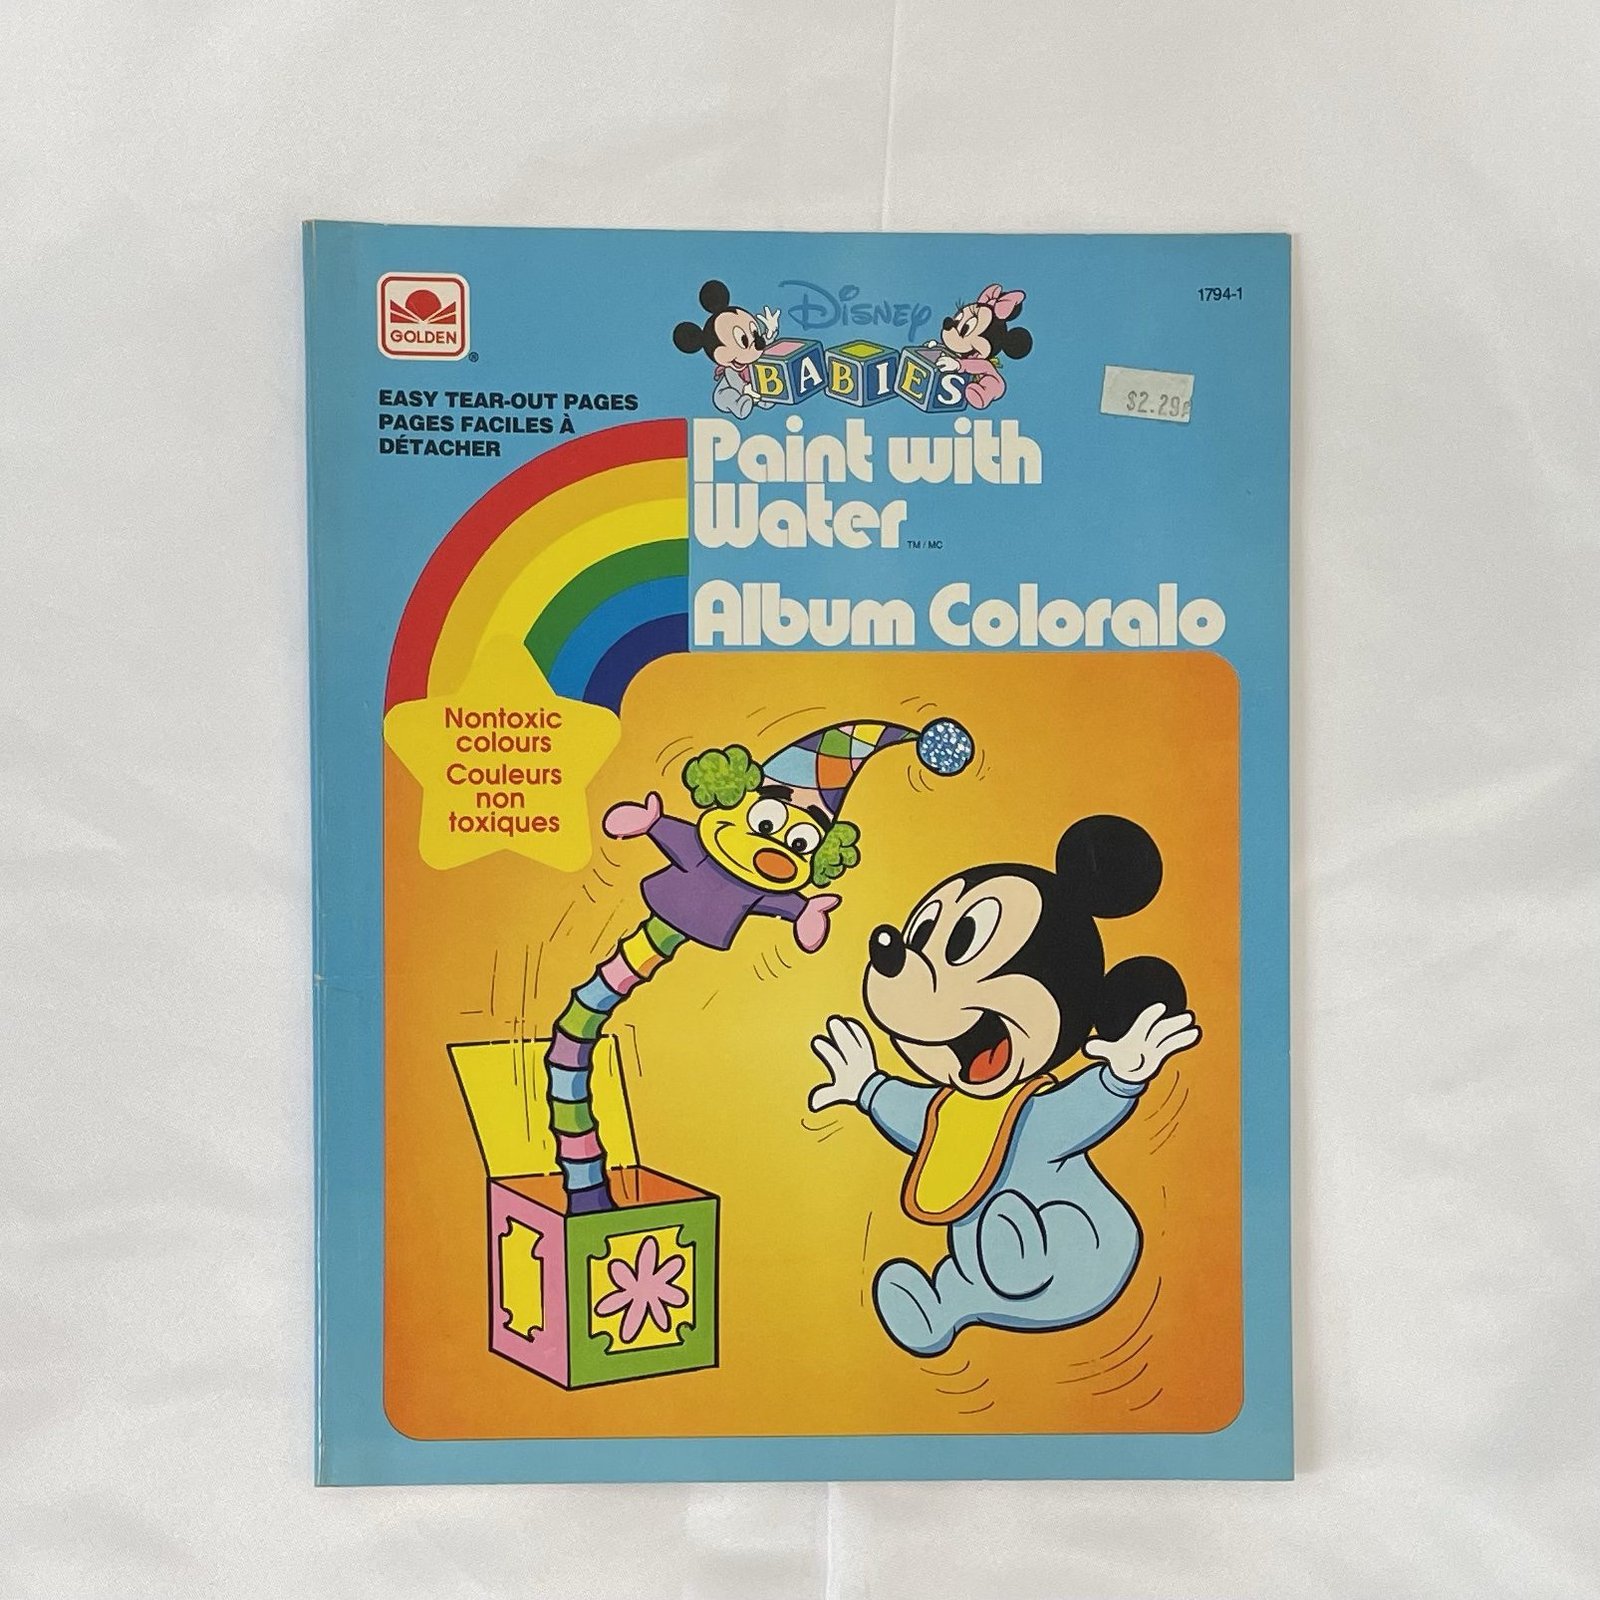 GOLDEN
®
EASY TEAR-OUT PAGES
PAGES FACILES À
DÉTACHER
DISNEY
BABIES
1794-1
$2.29
Paint with
Water TM / MC
Album Coloralo
Nontoxic
colours
Couleurs
non
toxiques